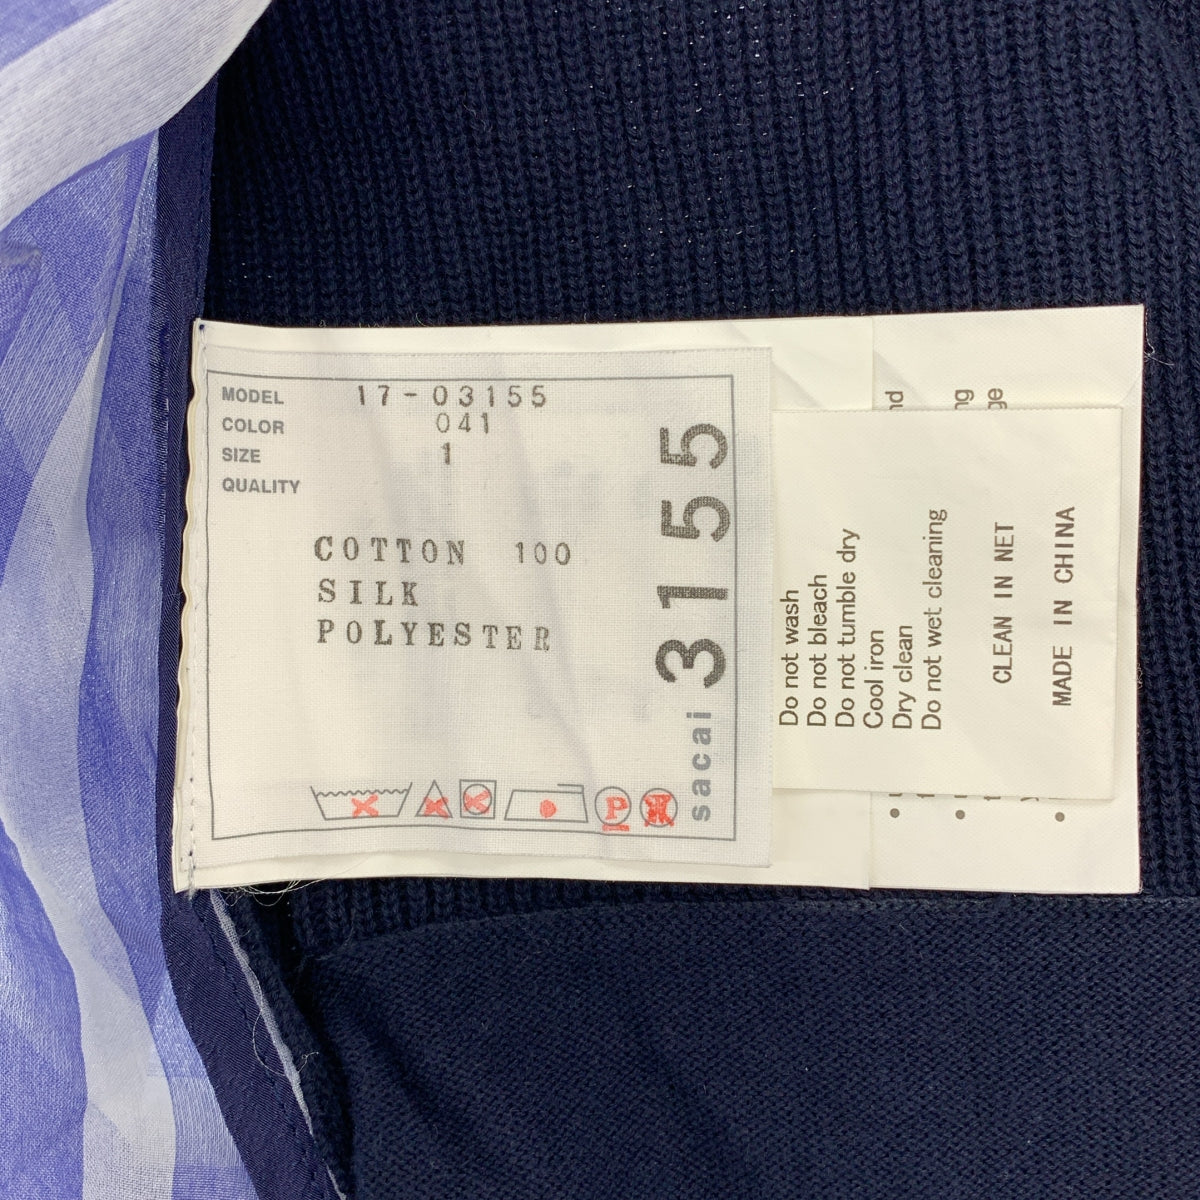 MODEL 17-03155
COLOR 041
SIZE 1
QUALITY
COTTON 100
SILK
POLYESTER
P
sacai 3155
Do not wash
Do not bleach
Do not tumble dry
Cool iron
Dry clean
Do not wet cleaning
CLEAN IN NET
MADE IN CHINA